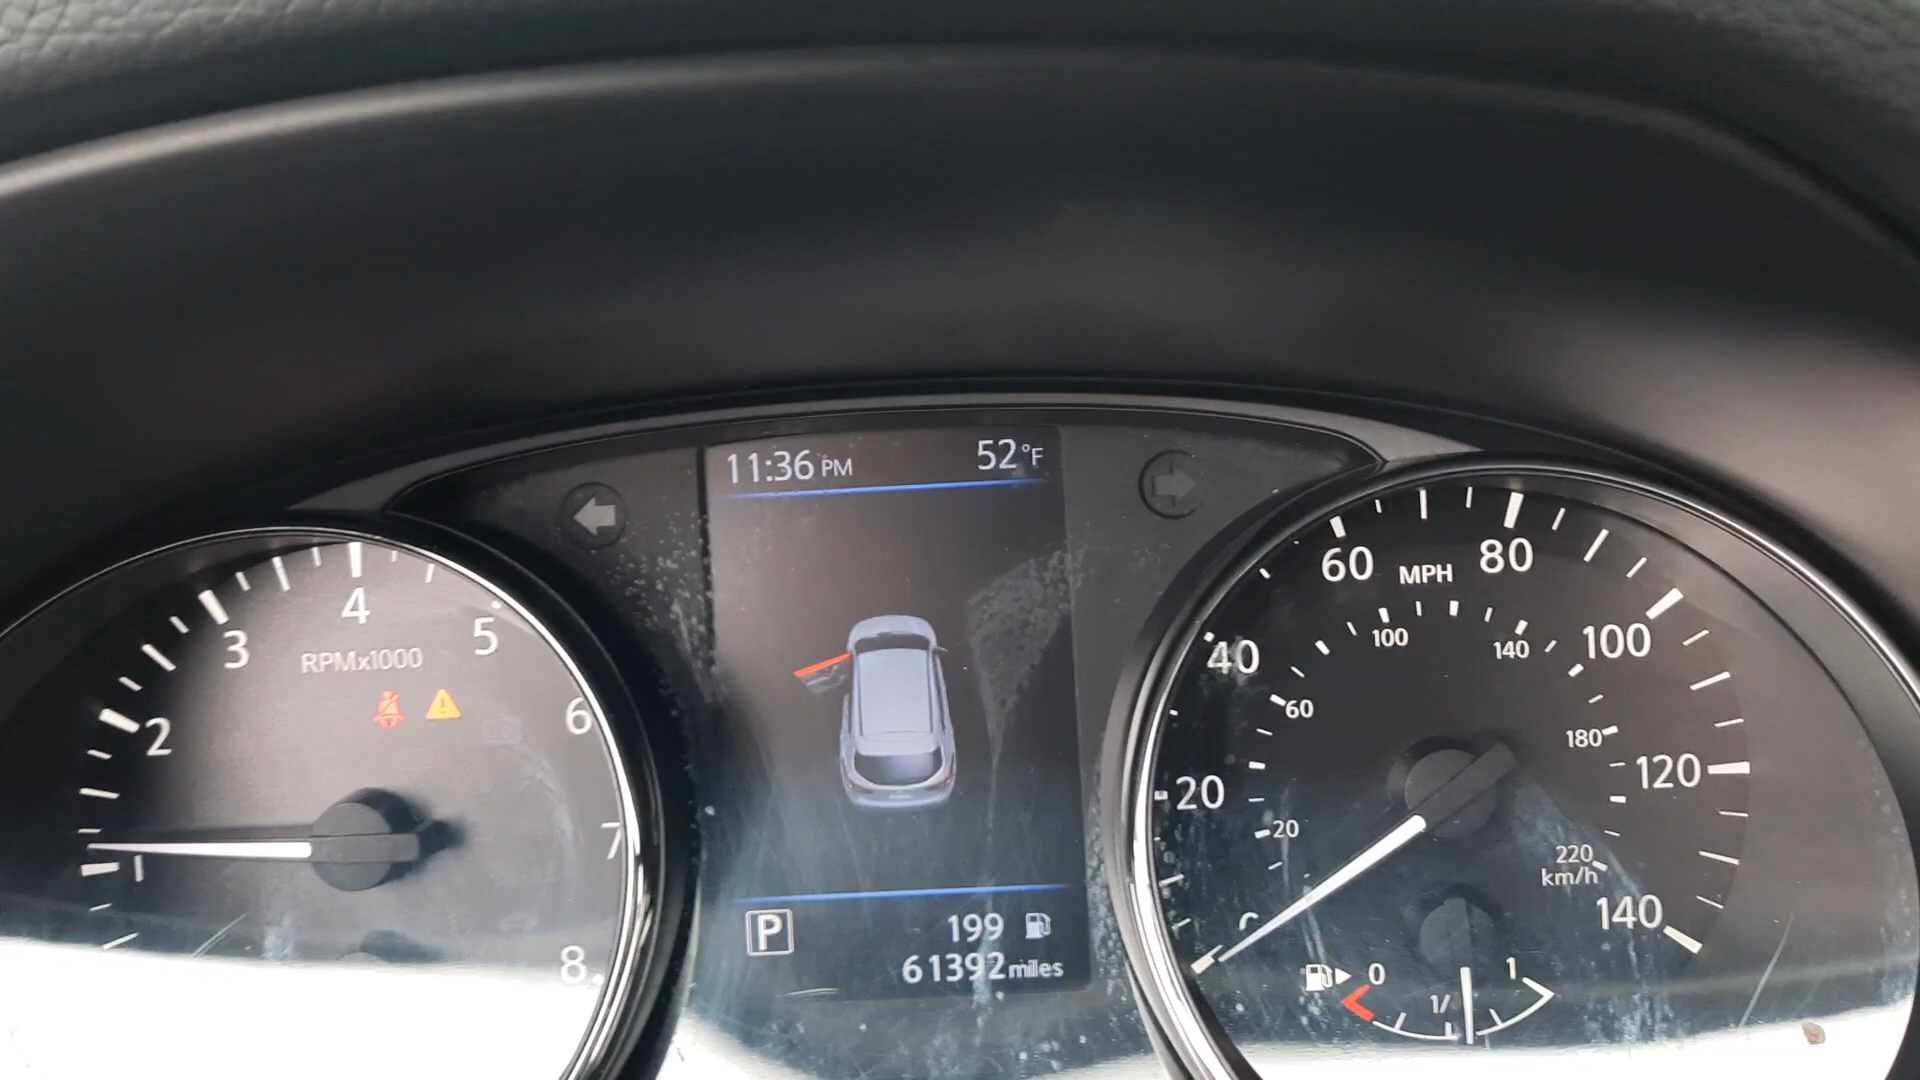 11:36 PM 52°F
3 4 5
RPMx1000
2 6
1 7
8
P 199
61392 miles
60 MPH 80
40 100 140 100
60 180
20 20 120
220
km/h 140
0 1
1/